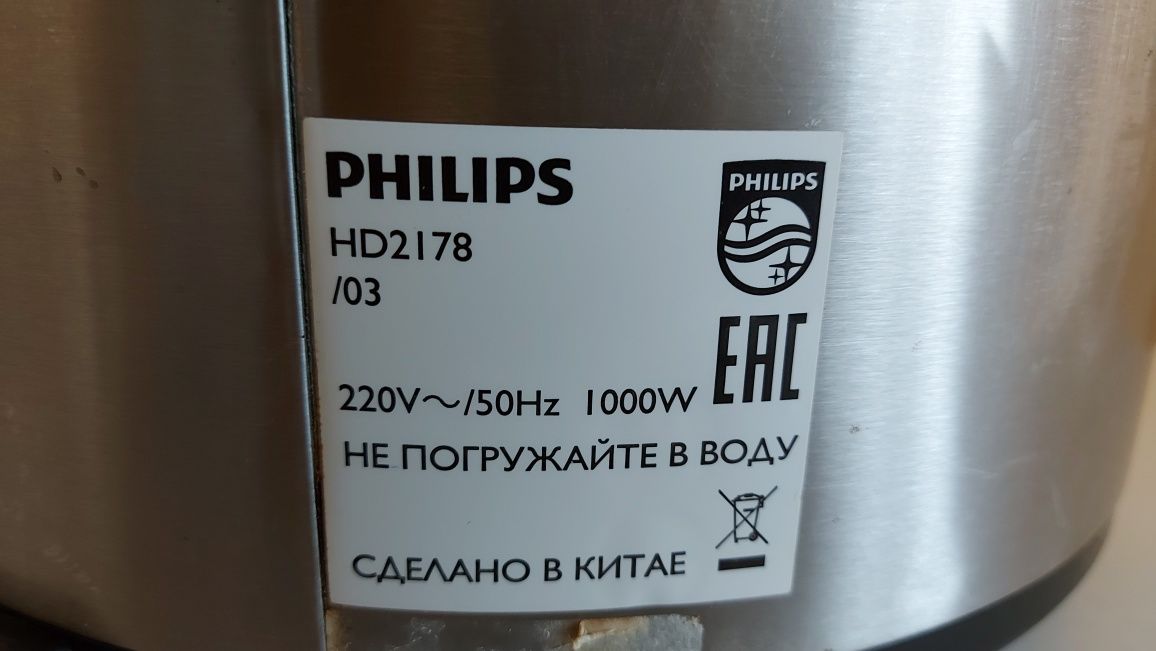 PHILIPS
PHILIPS
HD2178
/03
EAC
220V~/50Hz 1000W
НЕ ПОГРУЖАЙТЕ В ВОДУ
СДЕЛАНО В КИТАЕ